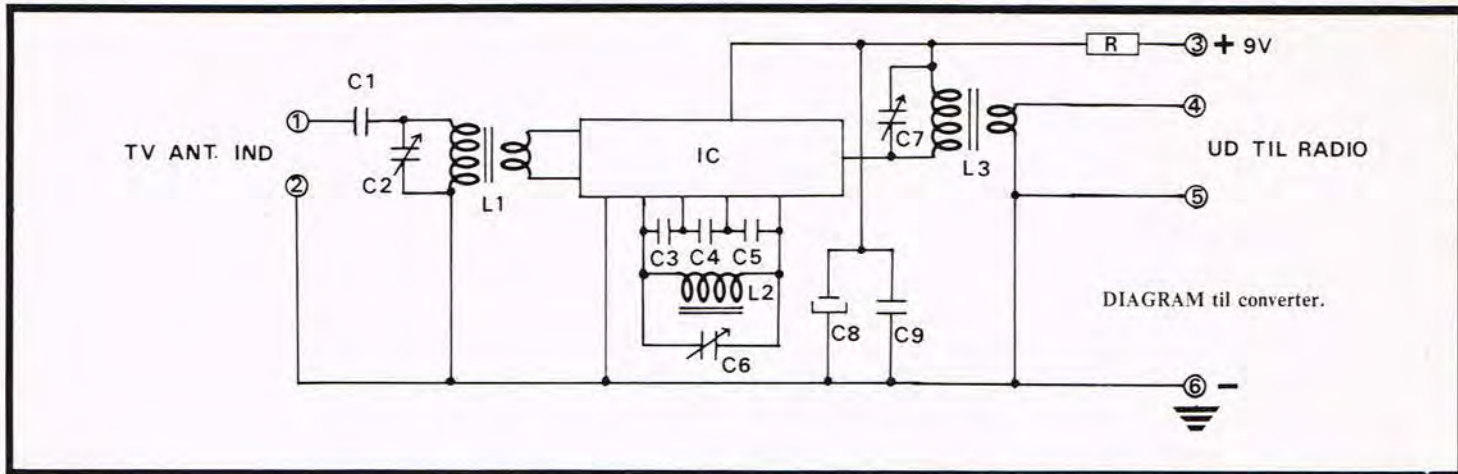 R ③ + 9V
C1
① ④
C7
TV ANT. IND IC UD TIL RADIO
C2 L3
② ⑤
L1
C3 C4 C5
L2
DIAGRAM til converter.
C8 C9
C6
⑥ -